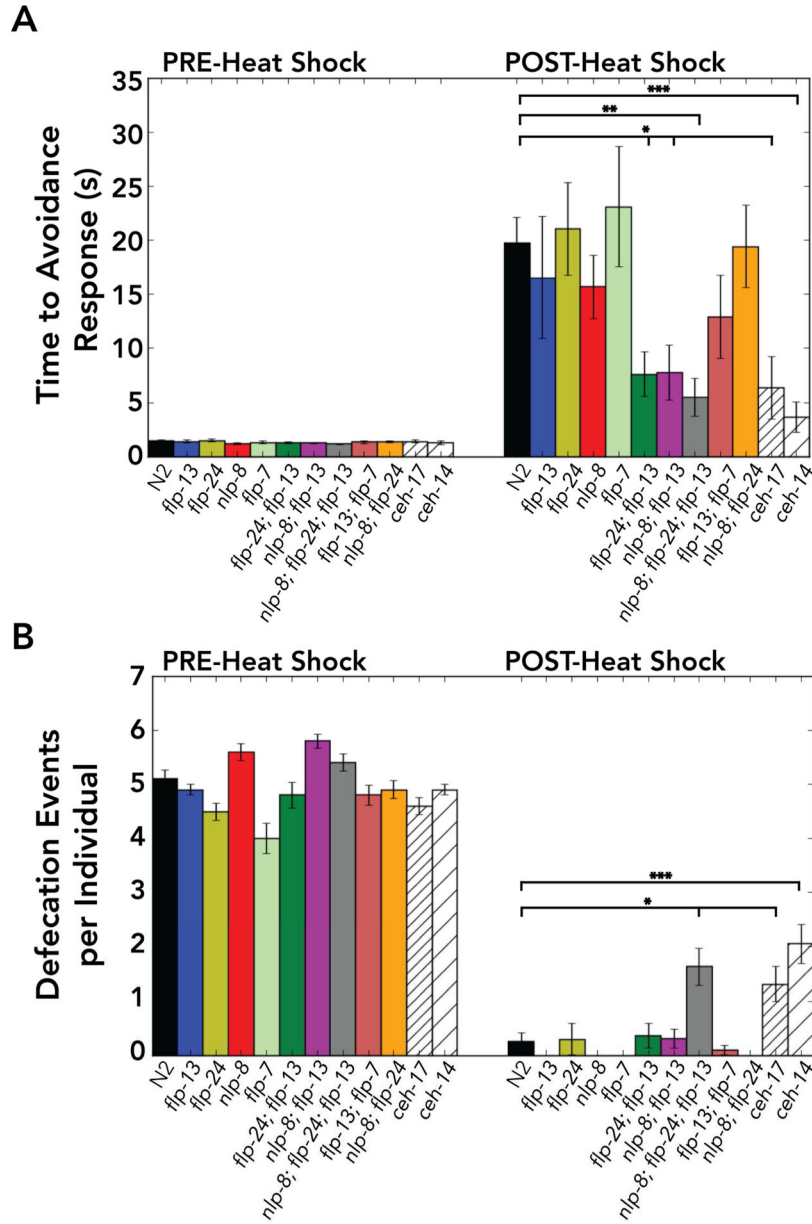 A
PRE-Heat Shock
POST-Heat Shock
Time to Avoidance
Response (s)
35
30
25
20
15
10
5
0
***
**
*
N2
flp-13
flp-24
nlp-8
flp-7
flp-24; flp-13
nlp-8; flp-13
nlp-8; flp-24; flp-13
flp-13; flp-7
nlp-8; flp-24
ceh-17
ceh-14
N2
flp-13
flp-24
nlp-8
flp-7
flp-24; flp-13
nlp-8; flp-13
nlp-8; flp-24; flp-13
flp-13; flp-7
nlp-8; flp-24
ceh-17
ceh-14
B
PRE-Heat Shock
POST-Heat Shock
Defecation Events
per Individual
7
6
5
4
3
2
1
0
***
*
N2
flp-13
flp-24
nlp-8
flp-7
flp-24; flp-13
nlp-8; flp-13
nlp-8; flp-24; flp-13
flp-13; flp-7
nlp-8; flp-24
ceh-17
ceh-14
N2
flp-13
flp-24
nlp-8
flp-7
flp-24; flp-13
nlp-8; flp-13
nlp-8; flp-24; flp-13
flp-13; flp-7
nlp-8; flp-24
ceh-17
ceh-14